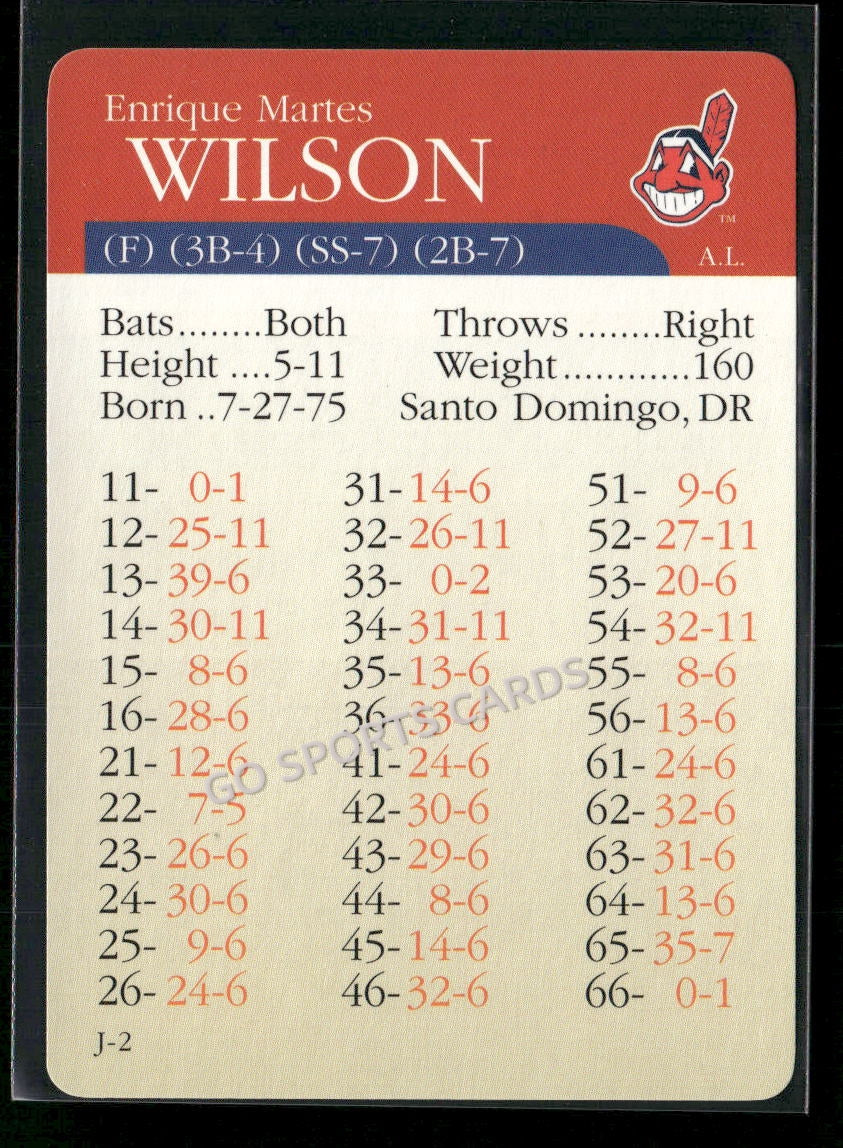 Enrique Martes
WILSON
TM
(F) (3B-4) (SS-7) (2B-7)
A.L.
Bats........Both Throws ........Right
Height ....5-11 Weight............160
Born ..7-27-75 Santo Domingo, DR
11- 0-1 31-14-6 51- 9-6
12- 25-11 32-26-11 52-27-11
13- 39-6 33- 0-2 53-20-6
14- 30-11 34-31-11 54-32-11
15- 8-6 35-13-6 55- 8-6
16- 28-6 36-33-6 56-13-6
21- 12-6 41-24-6 61-24-6
22- 7-5 42-30-6 62-32-6
23- 26-6 43-29-6 63-31-6
24- 30-6 44- 8-6 64-13-6
25- 9-6 45-14-6 65-35-7
26- 24-6 46-32-6 66- 0-1
GO SPORTS CARDS
J-2